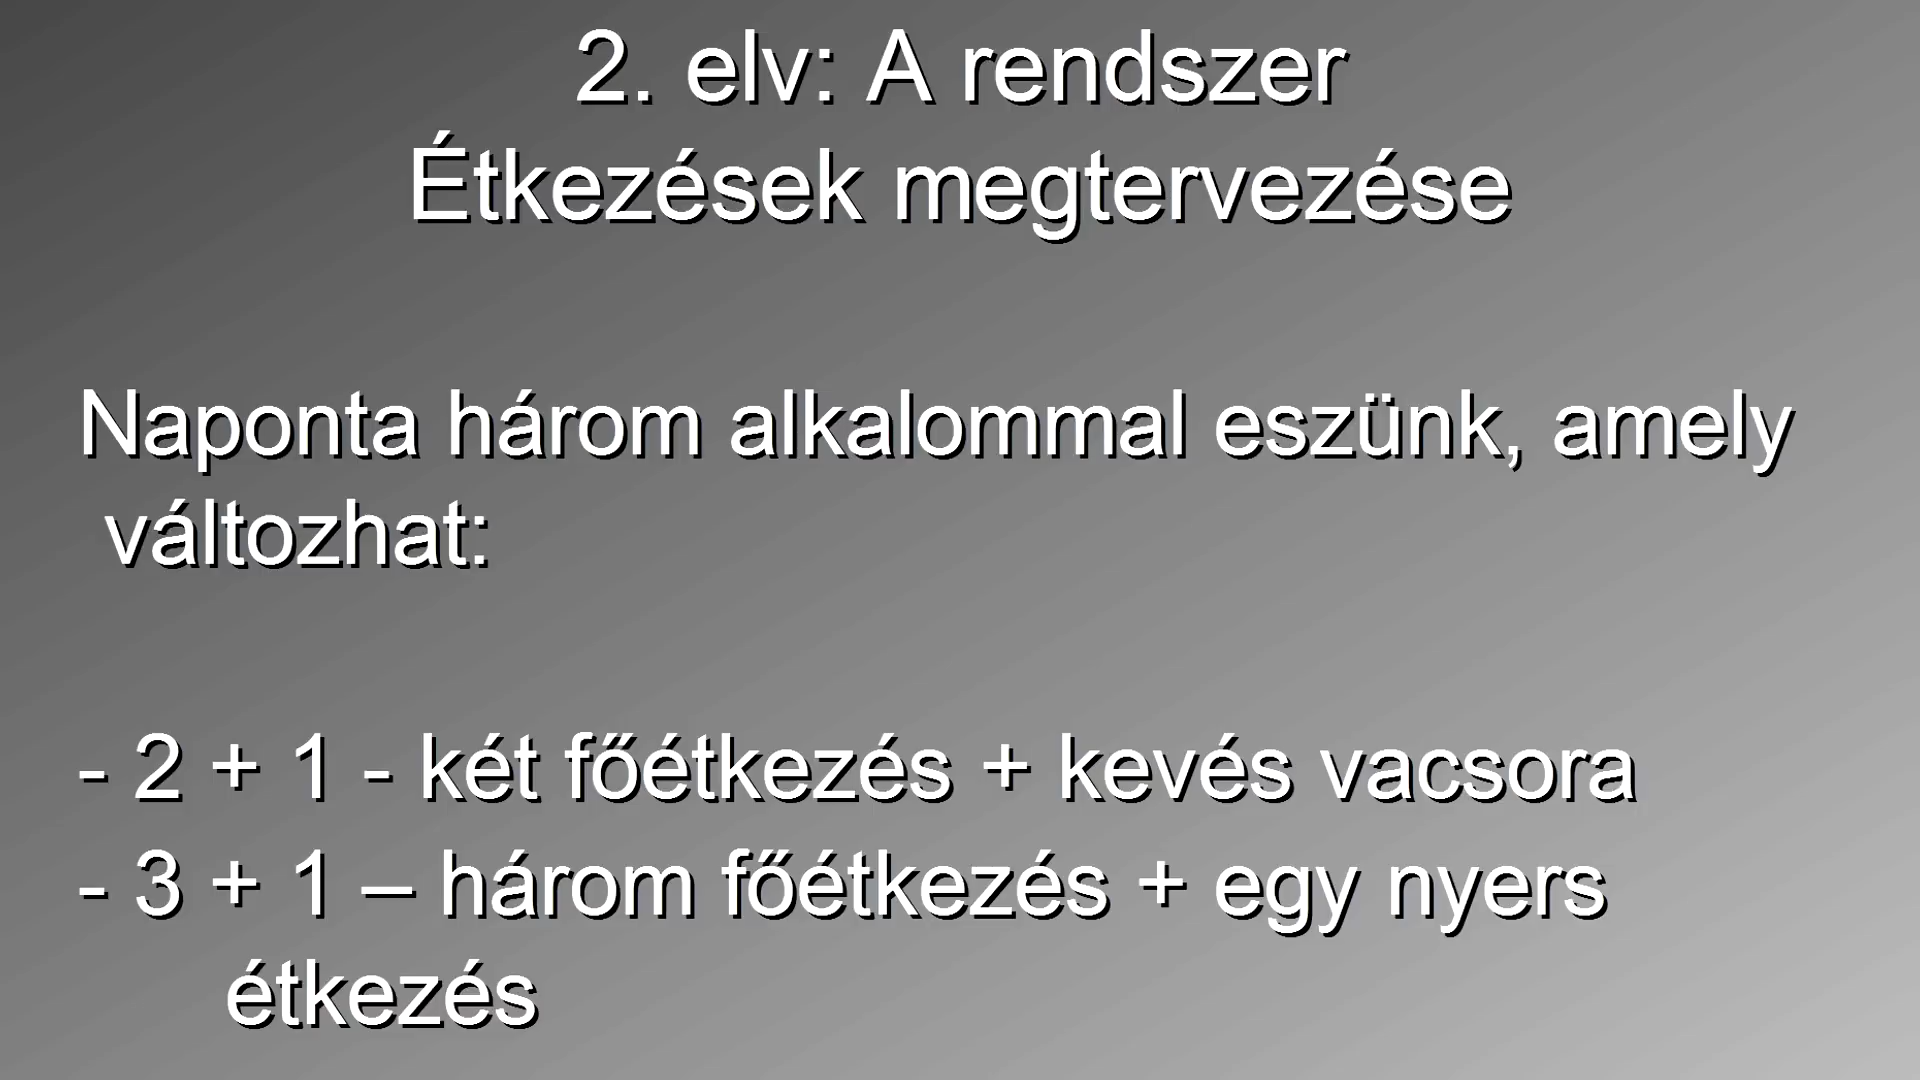 2. elv: A rendszer
Étkezések megtervezése
Naponta három alkalommal eszünk, amely
változhat:
- 2 + 1 - két főétkezés + kevés vacsora
- 3 + 1 – három főétkezés + egy nyers
étkezés